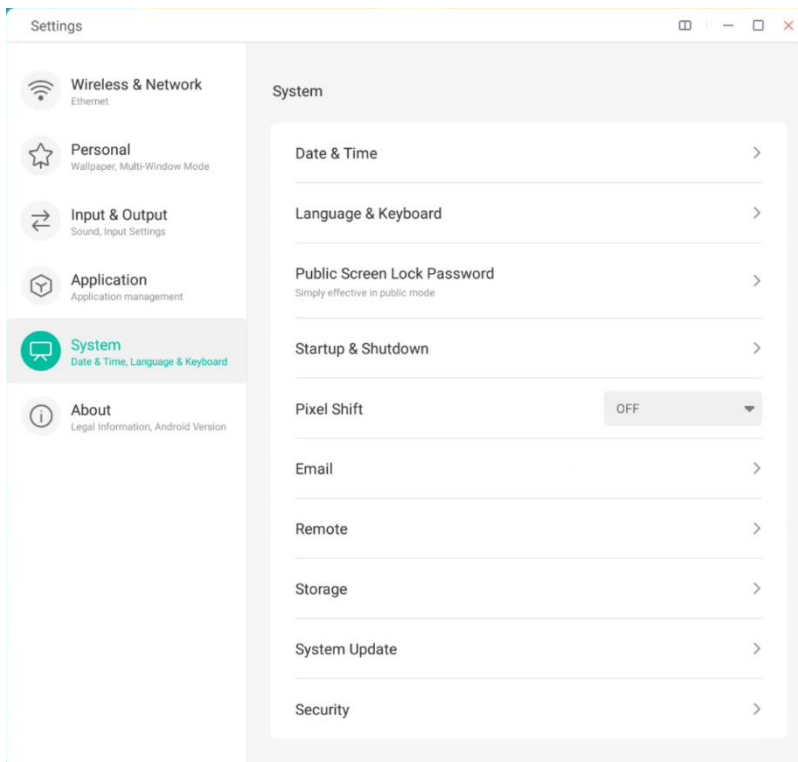 Settings
Wireless & Network
Ethernet
Personal
Wallpaper, Multi-Window Mode
Input & Output
Sound, Input Settings
Application
Application management
System
Date & Time, Language & Keyboard
About
Legal Information, Android Version
System
Date & Time
Language & Keyboard
Public Screen Lock Password
Simply effective in public mode
Startup & Shutdown
Pixel Shift OFF
Email
Remote
Storage
System Update
Security